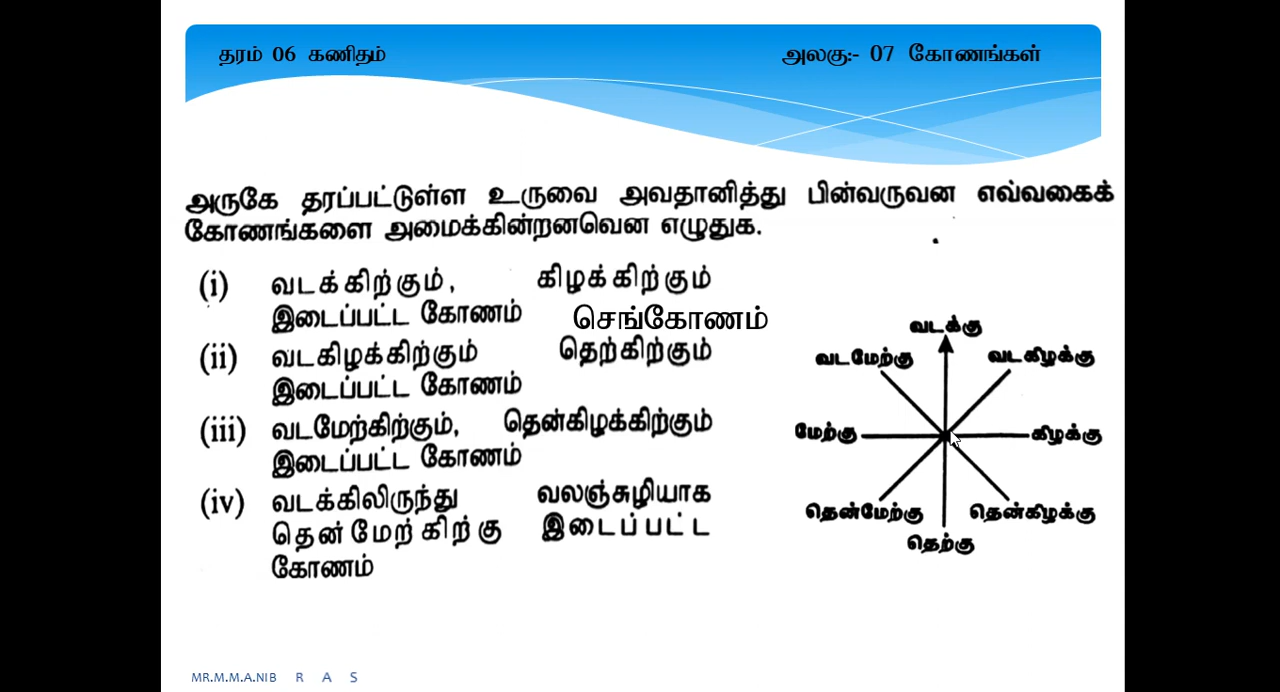 தரம் 06 கணிதம்
அலகு:- 07 கோணங்கள்
அருகே தரப்பட்டுள்ள உருவை அவதானித்து பின்வருவன எவ்வகைக்
கோணங்களை அமைக்கின்றனவென எழுதுக.
(i) வடக்கிற்கும், கிழக்கிற்கும்
இடைப்பட்ட கோணம் செங்கோணம்
(ii) வடகிழக்கிற்கும் தெற்கிற்கும்
இடைப்பட்ட கோணம்
(iii) வடமேற்கிற்கும், தென்கிழக்கிற்கும்
இடைப்பட்ட கோணம்
(iv) வடக்கிலிருந்து வலஞ்சுழியாக
தென்மேற்கிற்கு இடைப்பட்ட
கோணம்
வடக்கு
வடமேற்கு வடகிழக்கு
மேற்கு கிழக்கு
தென்மேற்கு தென்கிழக்கு
தெற்கு
MR.M.M.A.NIB R A S